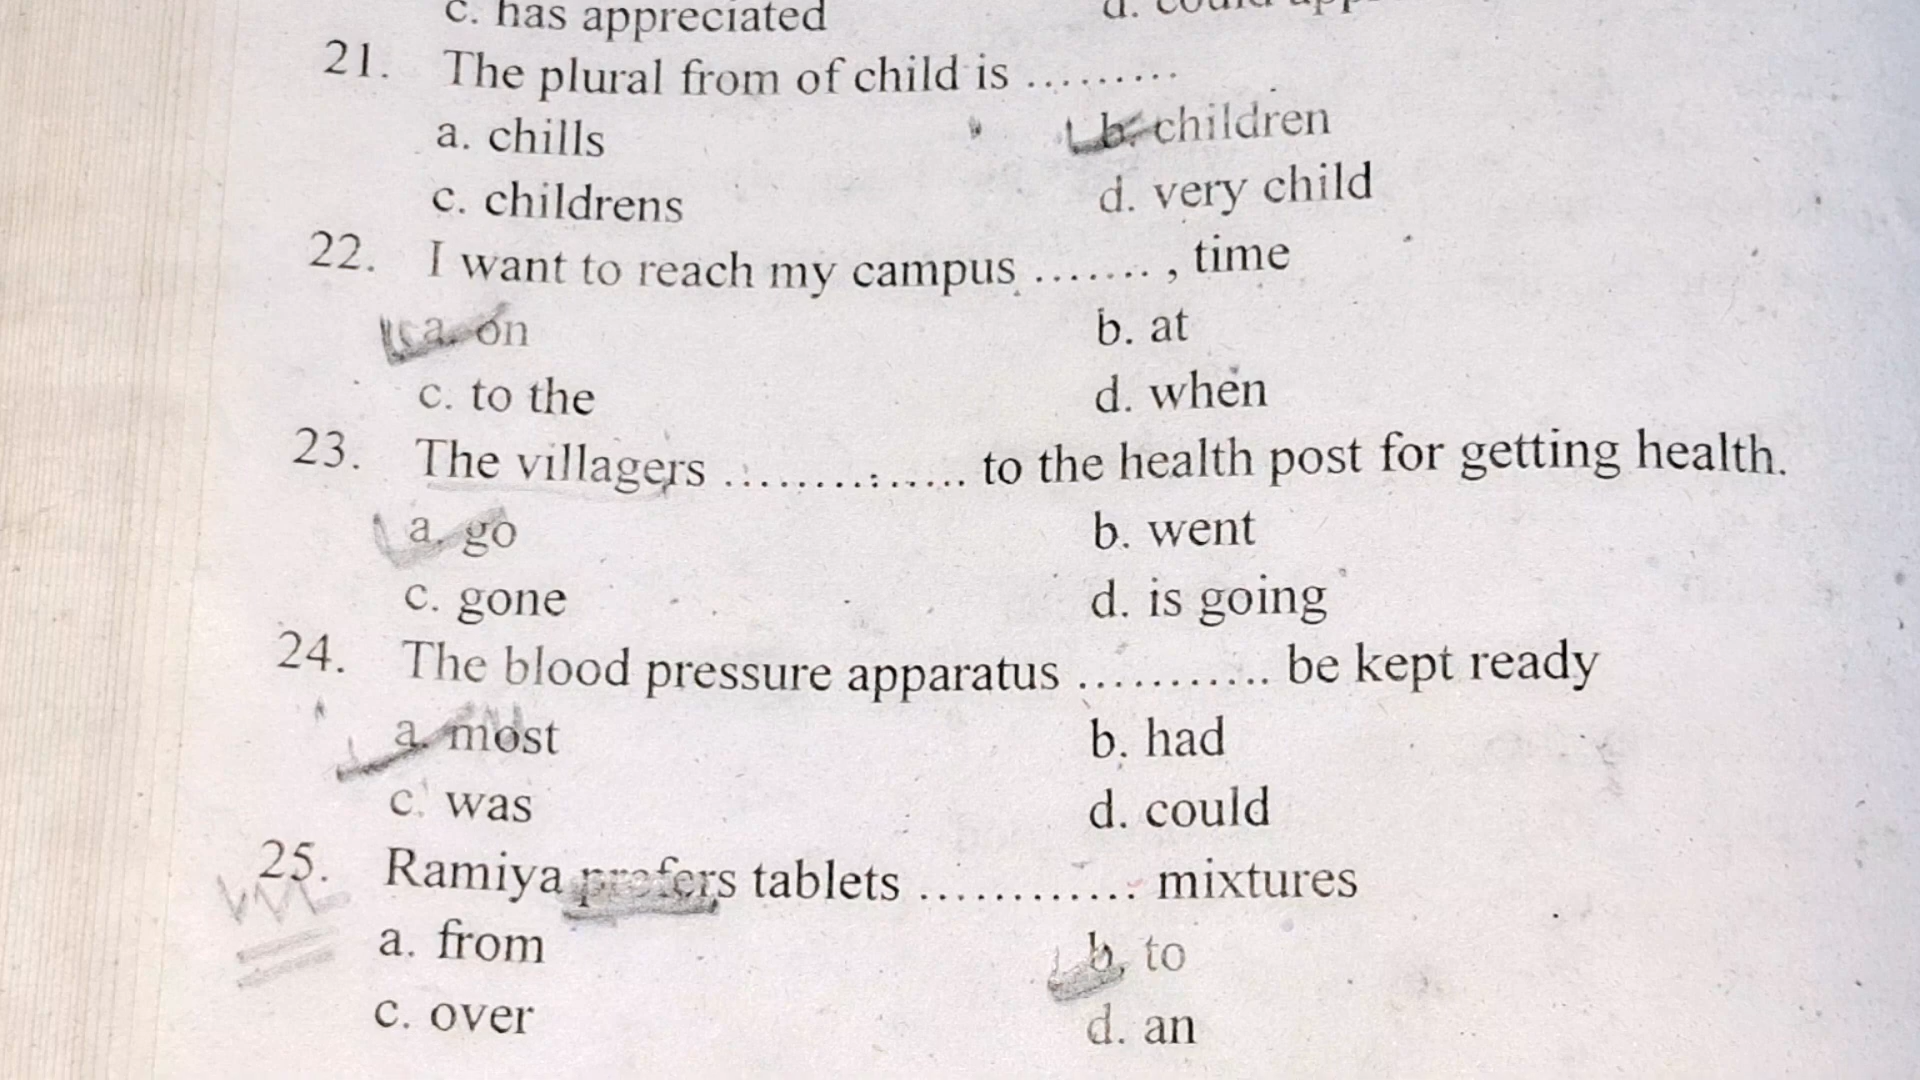 c. has appreciated
21. The plural from of child is .........
a. chills b. children
c. childrens d. very child
22. I want to reach my campus ....... , time
a. on b. at
c. to the d. when
23. The villagers .............. to the health post for getting health.
a. go b. went
c. gone d. is going
24. The blood pressure apparatus ........... be kept ready
a. most b. had
c. was d. could
25. Ramiya prefers tablets ............ mixtures
a. from b. to
c. over d. an